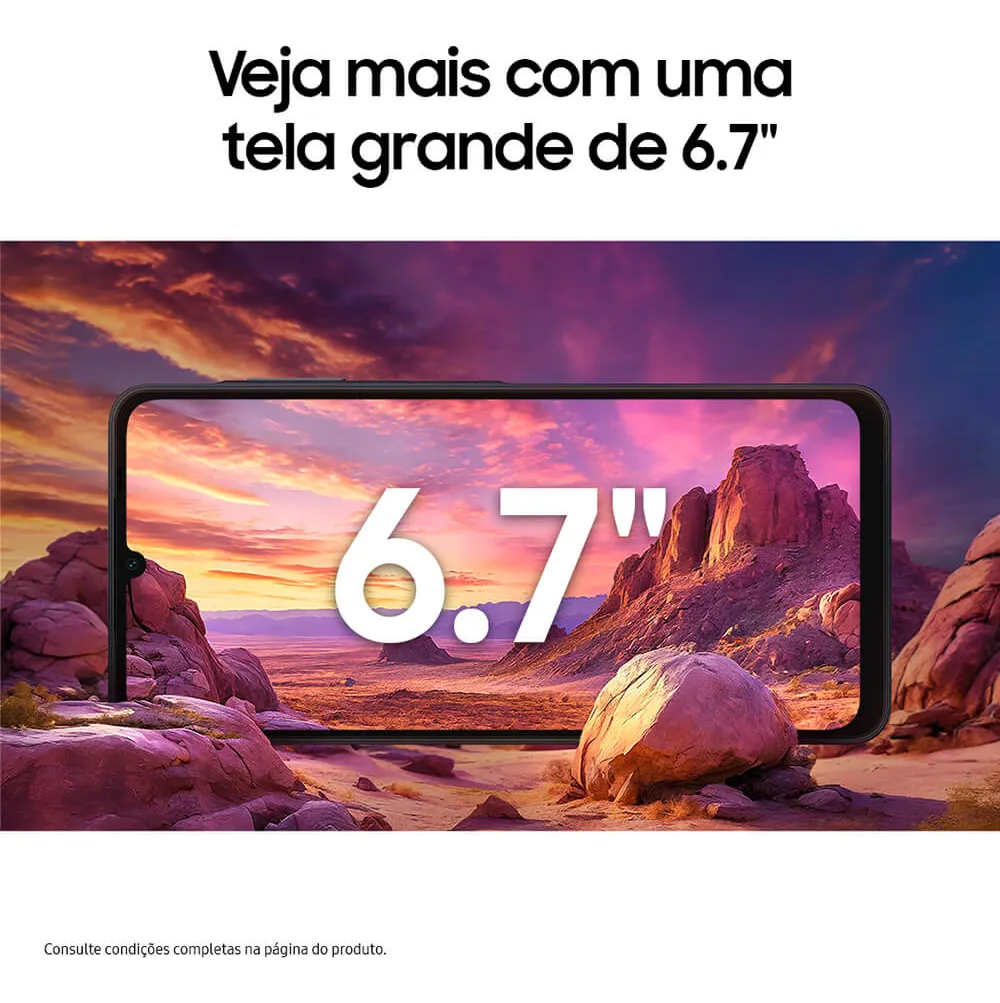 Veja mais com uma
tela grande de 6.7"
6.7"
Consulte condições completas na página do produto.